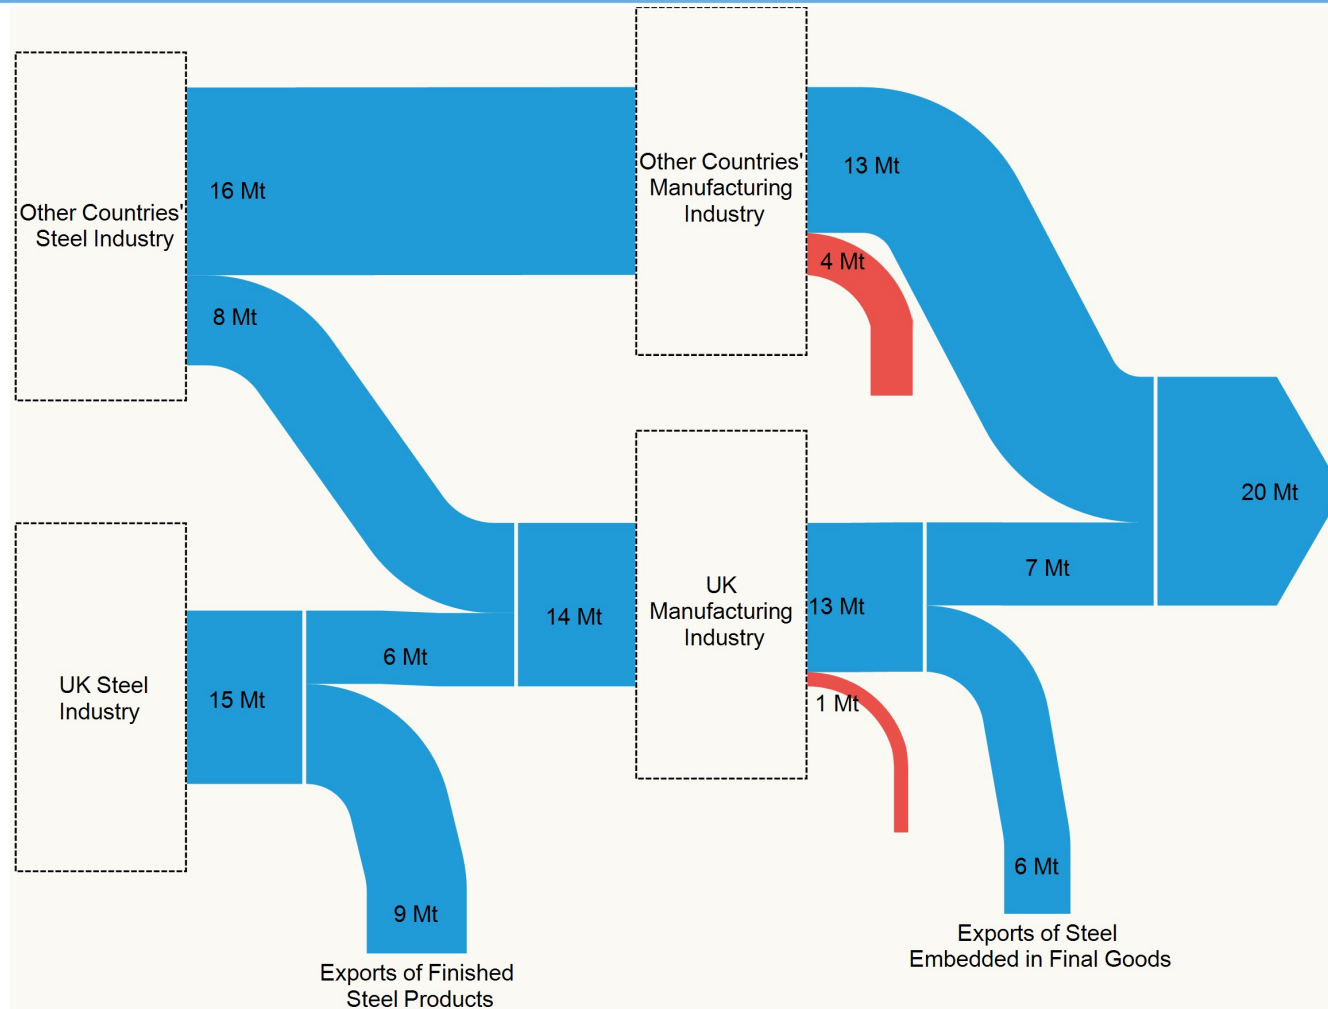 Other Countries'
Steel Industry
16 Mt
8 Mt
Other Countries'
Manufacturing
Industry
13 Mt
4 Mt
20 Mt
UK Steel
Industry
15 Mt
6 Mt
9 Mt
Exports of Finished
Steel Products
14 Mt
UK
Manufacturing
Industry
13 Mt
1 Mt
7 Mt
6 Mt
Exports of Steel
Embedded in Final Goods